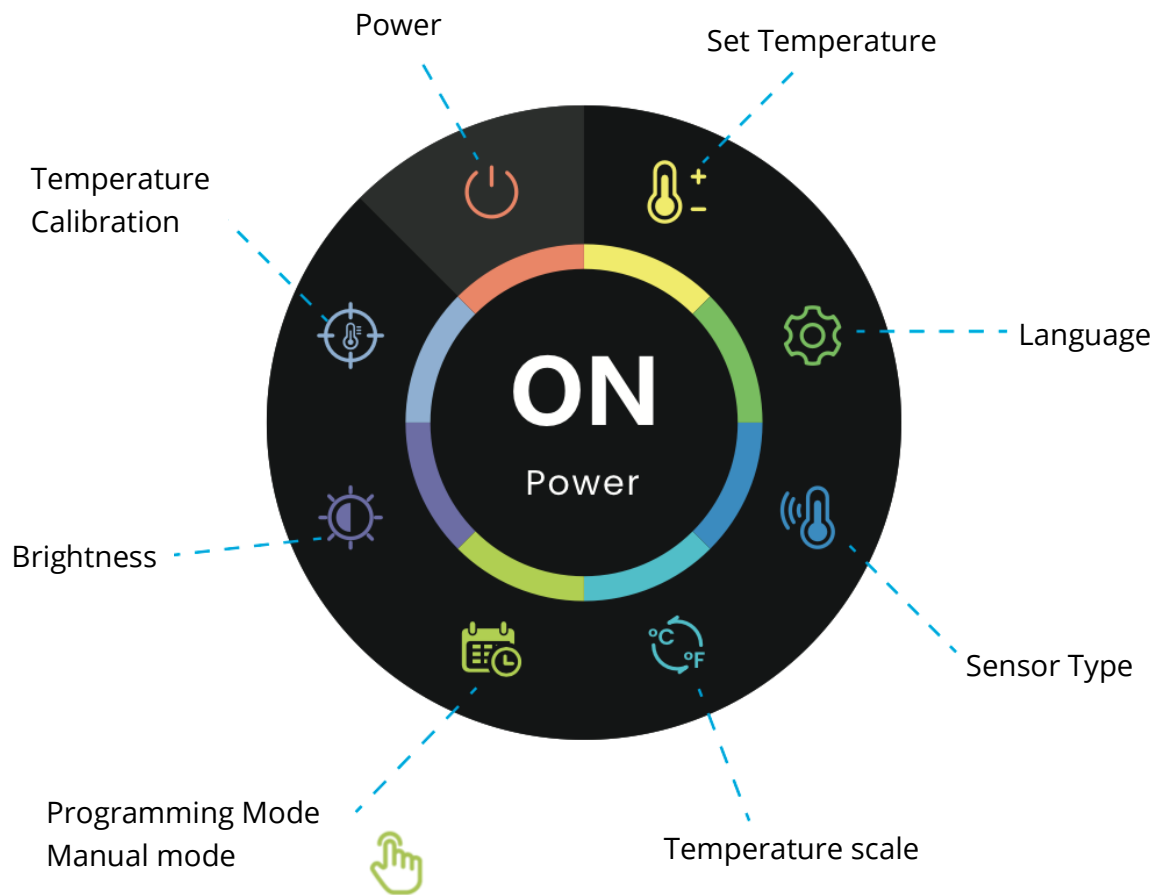 Power
Set Temperature
Temperature
Calibration
Language
ON
Power
Brightness
Sensor Type
°C
°F
Programming Mode
Manual mode
Temperature scale